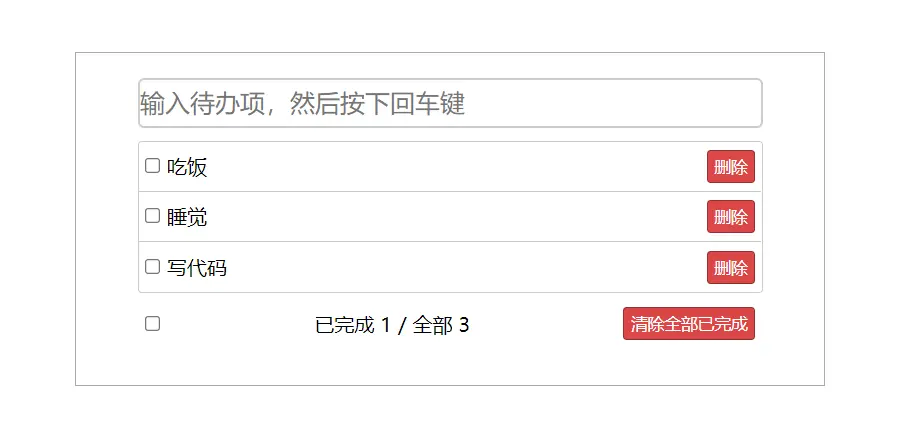 输入待办项，然后按下回车键
吃饭 删除
睡觉 删除
写代码 删除
已完成 1 / 全部 3 清除全部已完成